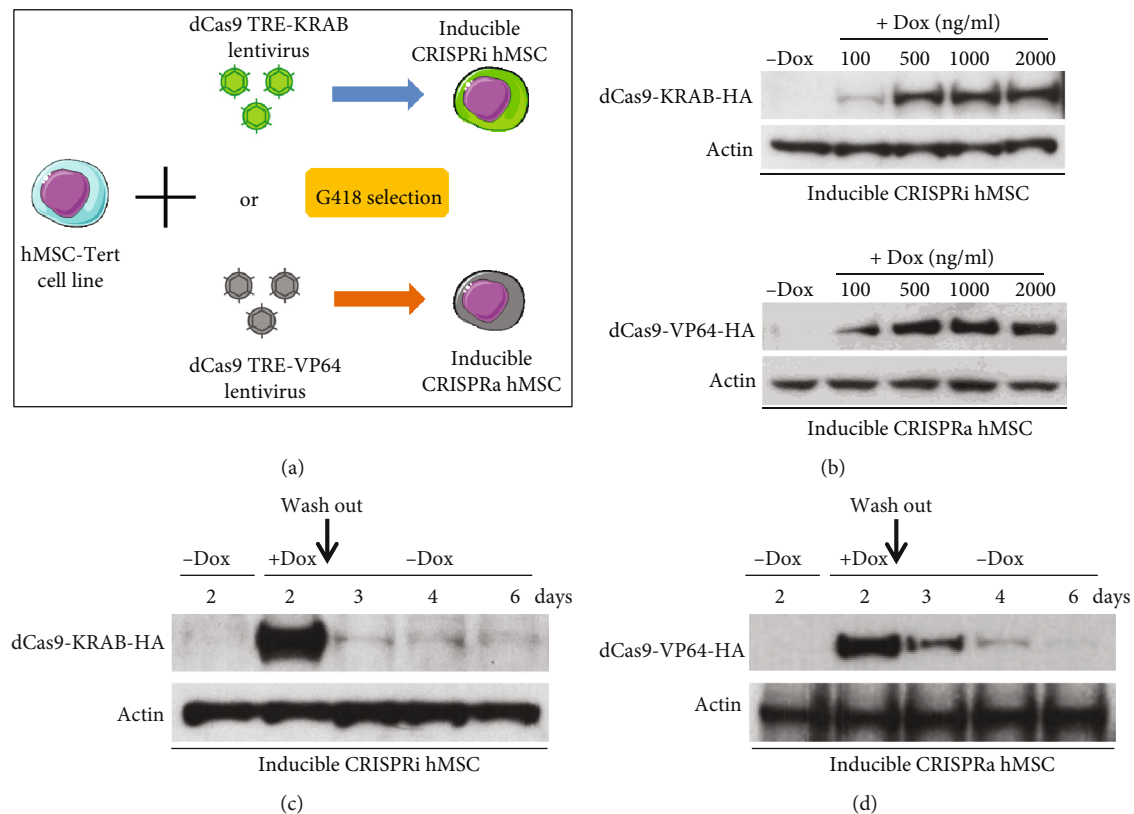 dCas9 TRE-KRAB
lentivirus
Inducible
CRISPRi hMSC
or
G418 selection
hMSC-Tert
cell line
dCas9 TRE-VP64
lentivirus
Inducible
CRISPRa hMSC
(a)
+ Dox (ng/ml)
–Dox 100 500 1000 2000
dCas9-KRAB-HA
Actin
Inducible CRISPRi hMSC
+ Dox (ng/ml)
–Dox 100 500 1000 2000
dCas9-VP64-HA
Actin
Inducible CRISPRa hMSC
(b)
Wash out
–Dox +Dox –Dox
2 2 3 4 6 days
dCas9-KRAB-HA
Actin
Inducible CRISPRi hMSC
(c)
Wash out
–Dox +Dox –Dox
2 2 3 4 6 days
dCas9-VP64-HA
Actin
Inducible CRISPRa hMSC
(d)